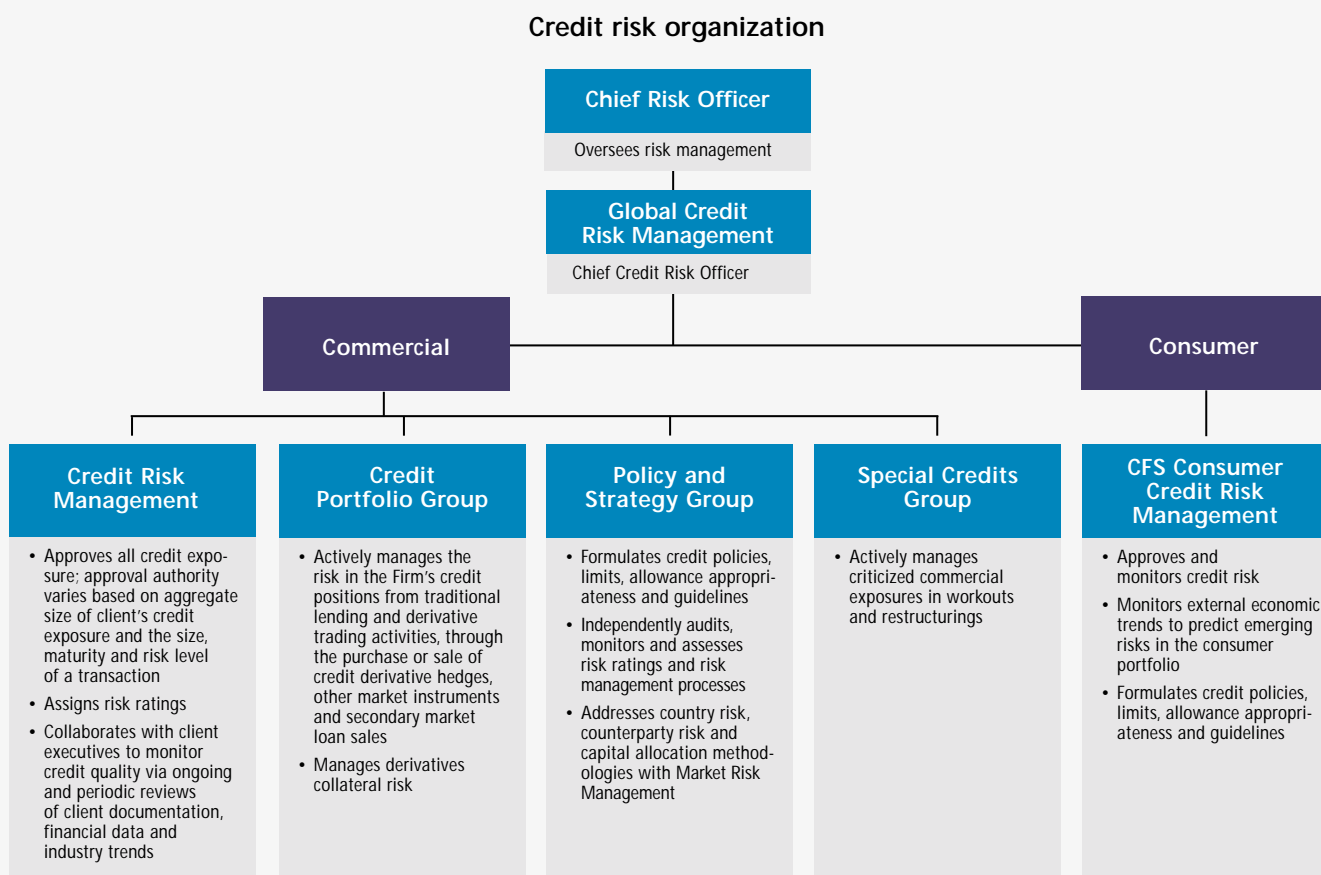 Credit risk organization
Chief Risk Officer
Oversees risk management
Global Credit
Risk Management
Chief Credit Risk Officer
Commercial
Consumer
Credit Risk
Management
• Approves all credit expo-
sure; approval authority
varies based on aggregate
size of client's credit
exposure and the size,
maturity and risk level
of a transaction
• Assigns risk ratings
• Collaborates with client
executives to monitor
credit quality via ongoing
and periodic reviews
of client documentation,
financial data and
industry trends
Credit
Portfolio Group
• Actively manages the
risk in the Firm's credit
positions from traditional
lending and derivative
trading activities, through
the purchase or sale of
credit derivative hedges,
other market instruments
and secondary market
loan sales
• Manages derivatives
collateral risk
Policy and
Strategy Group
• Formulates credit policies,
limits, allowance appropri-
ateness and guidelines
• Independently audits,
monitors and assesses
risk ratings and risk
management processes
• Addresses country risk,
counterparty risk and
capital allocation method-
ologies with Market Risk
Management
Special Credits
Group
• Actively manages
criticized commercial
exposures in workouts
and restructurings
CFS Consumer
Credit Risk
Management
• Approves and
monitors credit risk
• Monitors external economic
trends to predict emerging
risks in the consumer
portfolio
• Formulates credit policies,
limits, allowance appropri-
ateness and guidelines